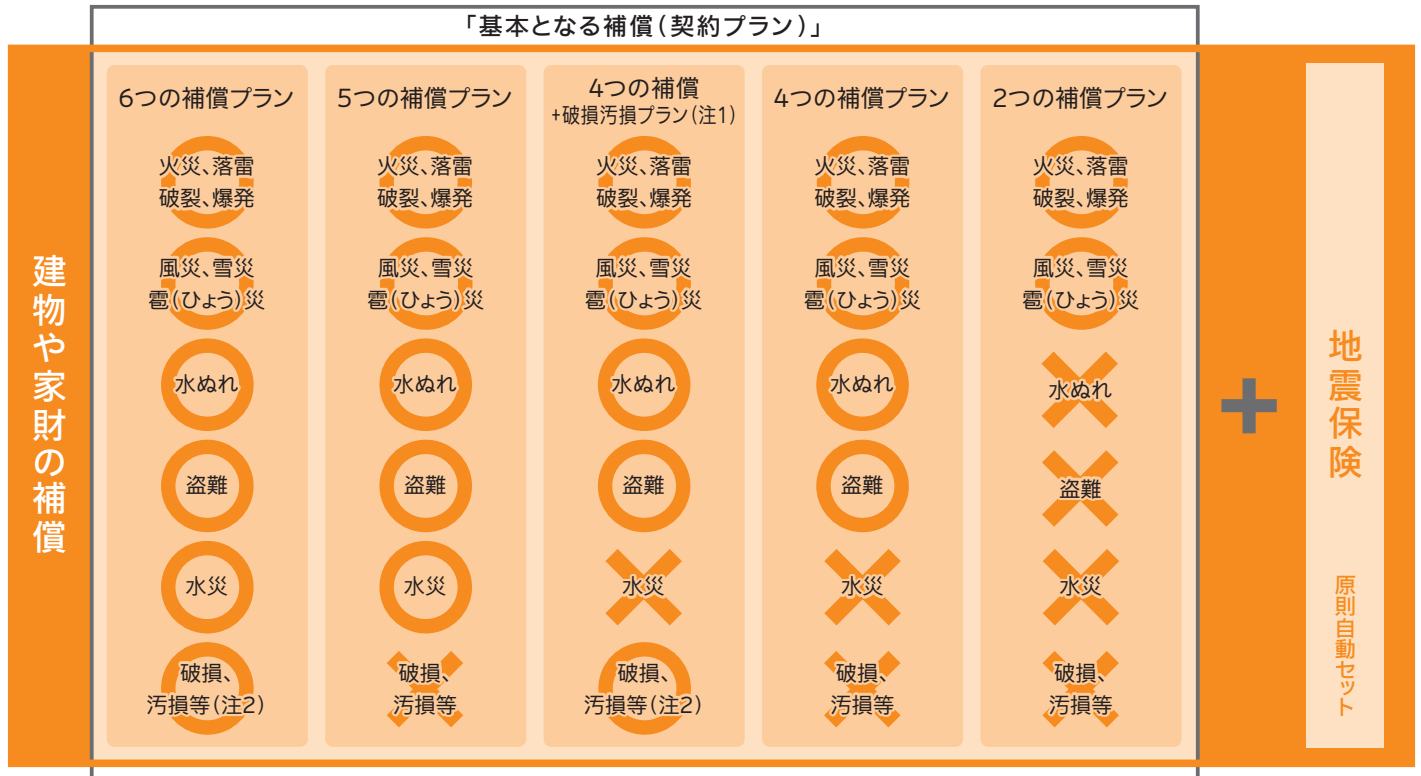 「基本となる補償(契約プラン)」
建物や家財の補償
6つの補償プラン
火災、落雷
破裂、爆発
風災、雪災
雹(ひょう)災
水ぬれ
盗難
水災
破損、
汚損等(注2)
5つの補償プラン
火災、落雷
破裂、爆発
風災、雪災
雹(ひょう)災
水ぬれ
盗難
水災
破損、
汚損等
4つの補償
+破損汚損プラン(注1)
火災、落雷
破裂、爆発
風災、雪災
雹(ひょう)災
水ぬれ
盗難
水災
破損、
汚損等(注2)
4つの補償プラン
火災、落雷
破裂、爆発
風災、雪災
雹(ひょう)災
水ぬれ
盗難
水災
破損、
汚損等
2つの補償プラン
火災、落雷
破裂、爆発
風災、雪災
雹(ひょう)災
水ぬれ
盗難
水災
破損、
汚損等
+
地震保険
原則自動セット